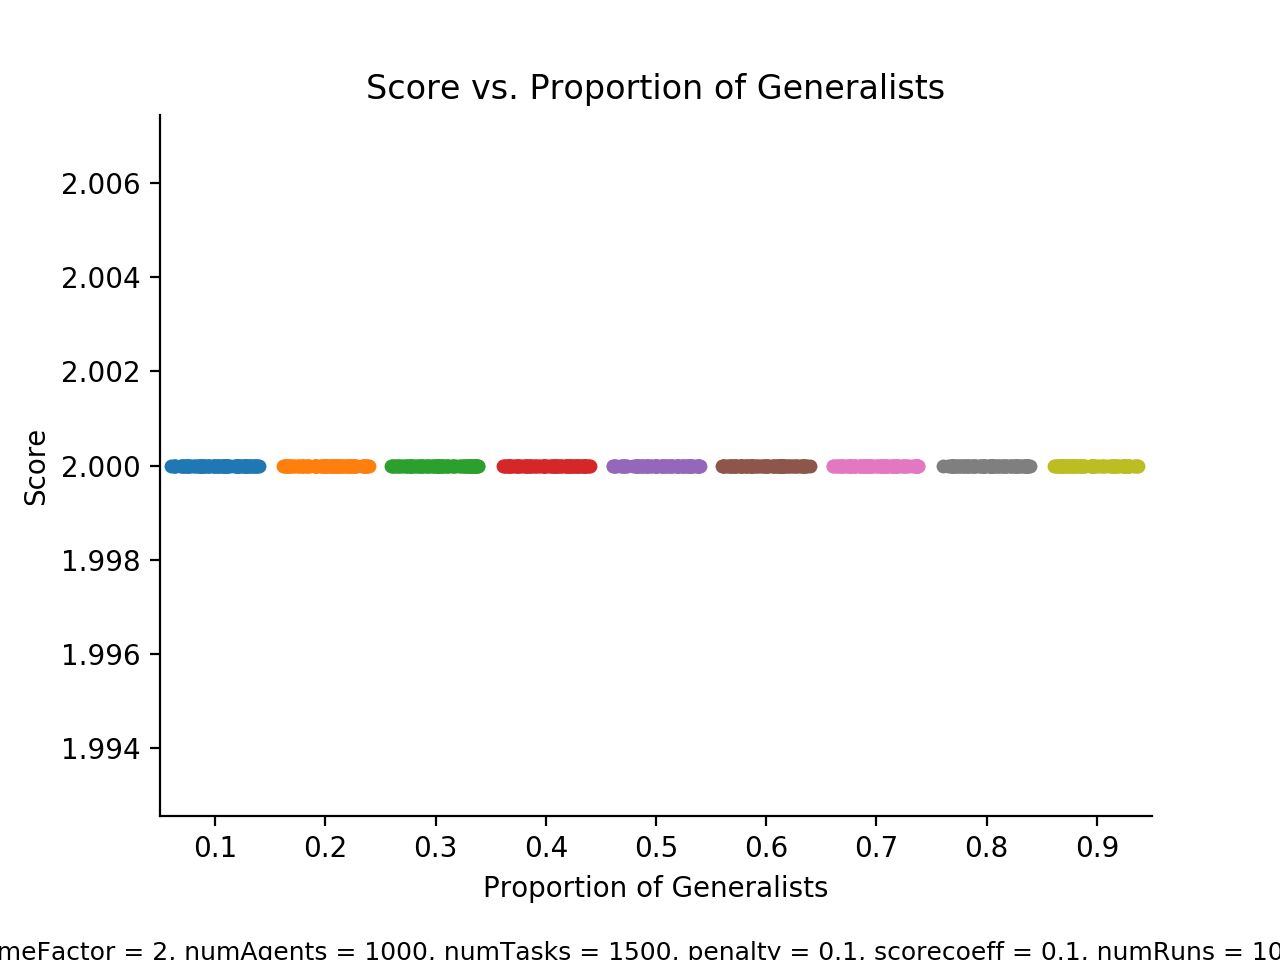 Score vs. Proportion of Generalists
2.006
2.004
2.002
2.000
1.998
1.996
1.994
Score
0.1 0.2 0.3 0.4 0.5 0.6 0.7 0.8 0.9
Proportion of Generalists
meFactor = 2, numAgents = 1000, numTasks = 1500, penalty = 0.1, scorecoeff = 0.1, numRuns = 10